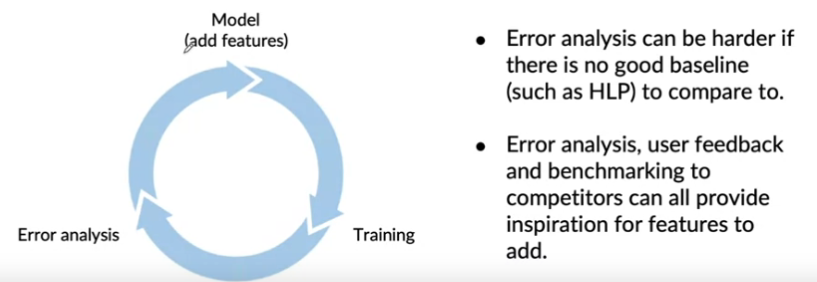 Model
(add features)
Training
Error analysis
• Error analysis can be harder if
there is no good baseline
(such as HLP) to compare to.
• Error analysis, user feedback
and benchmarking to
competitors can all provide
inspiration for features to
add.